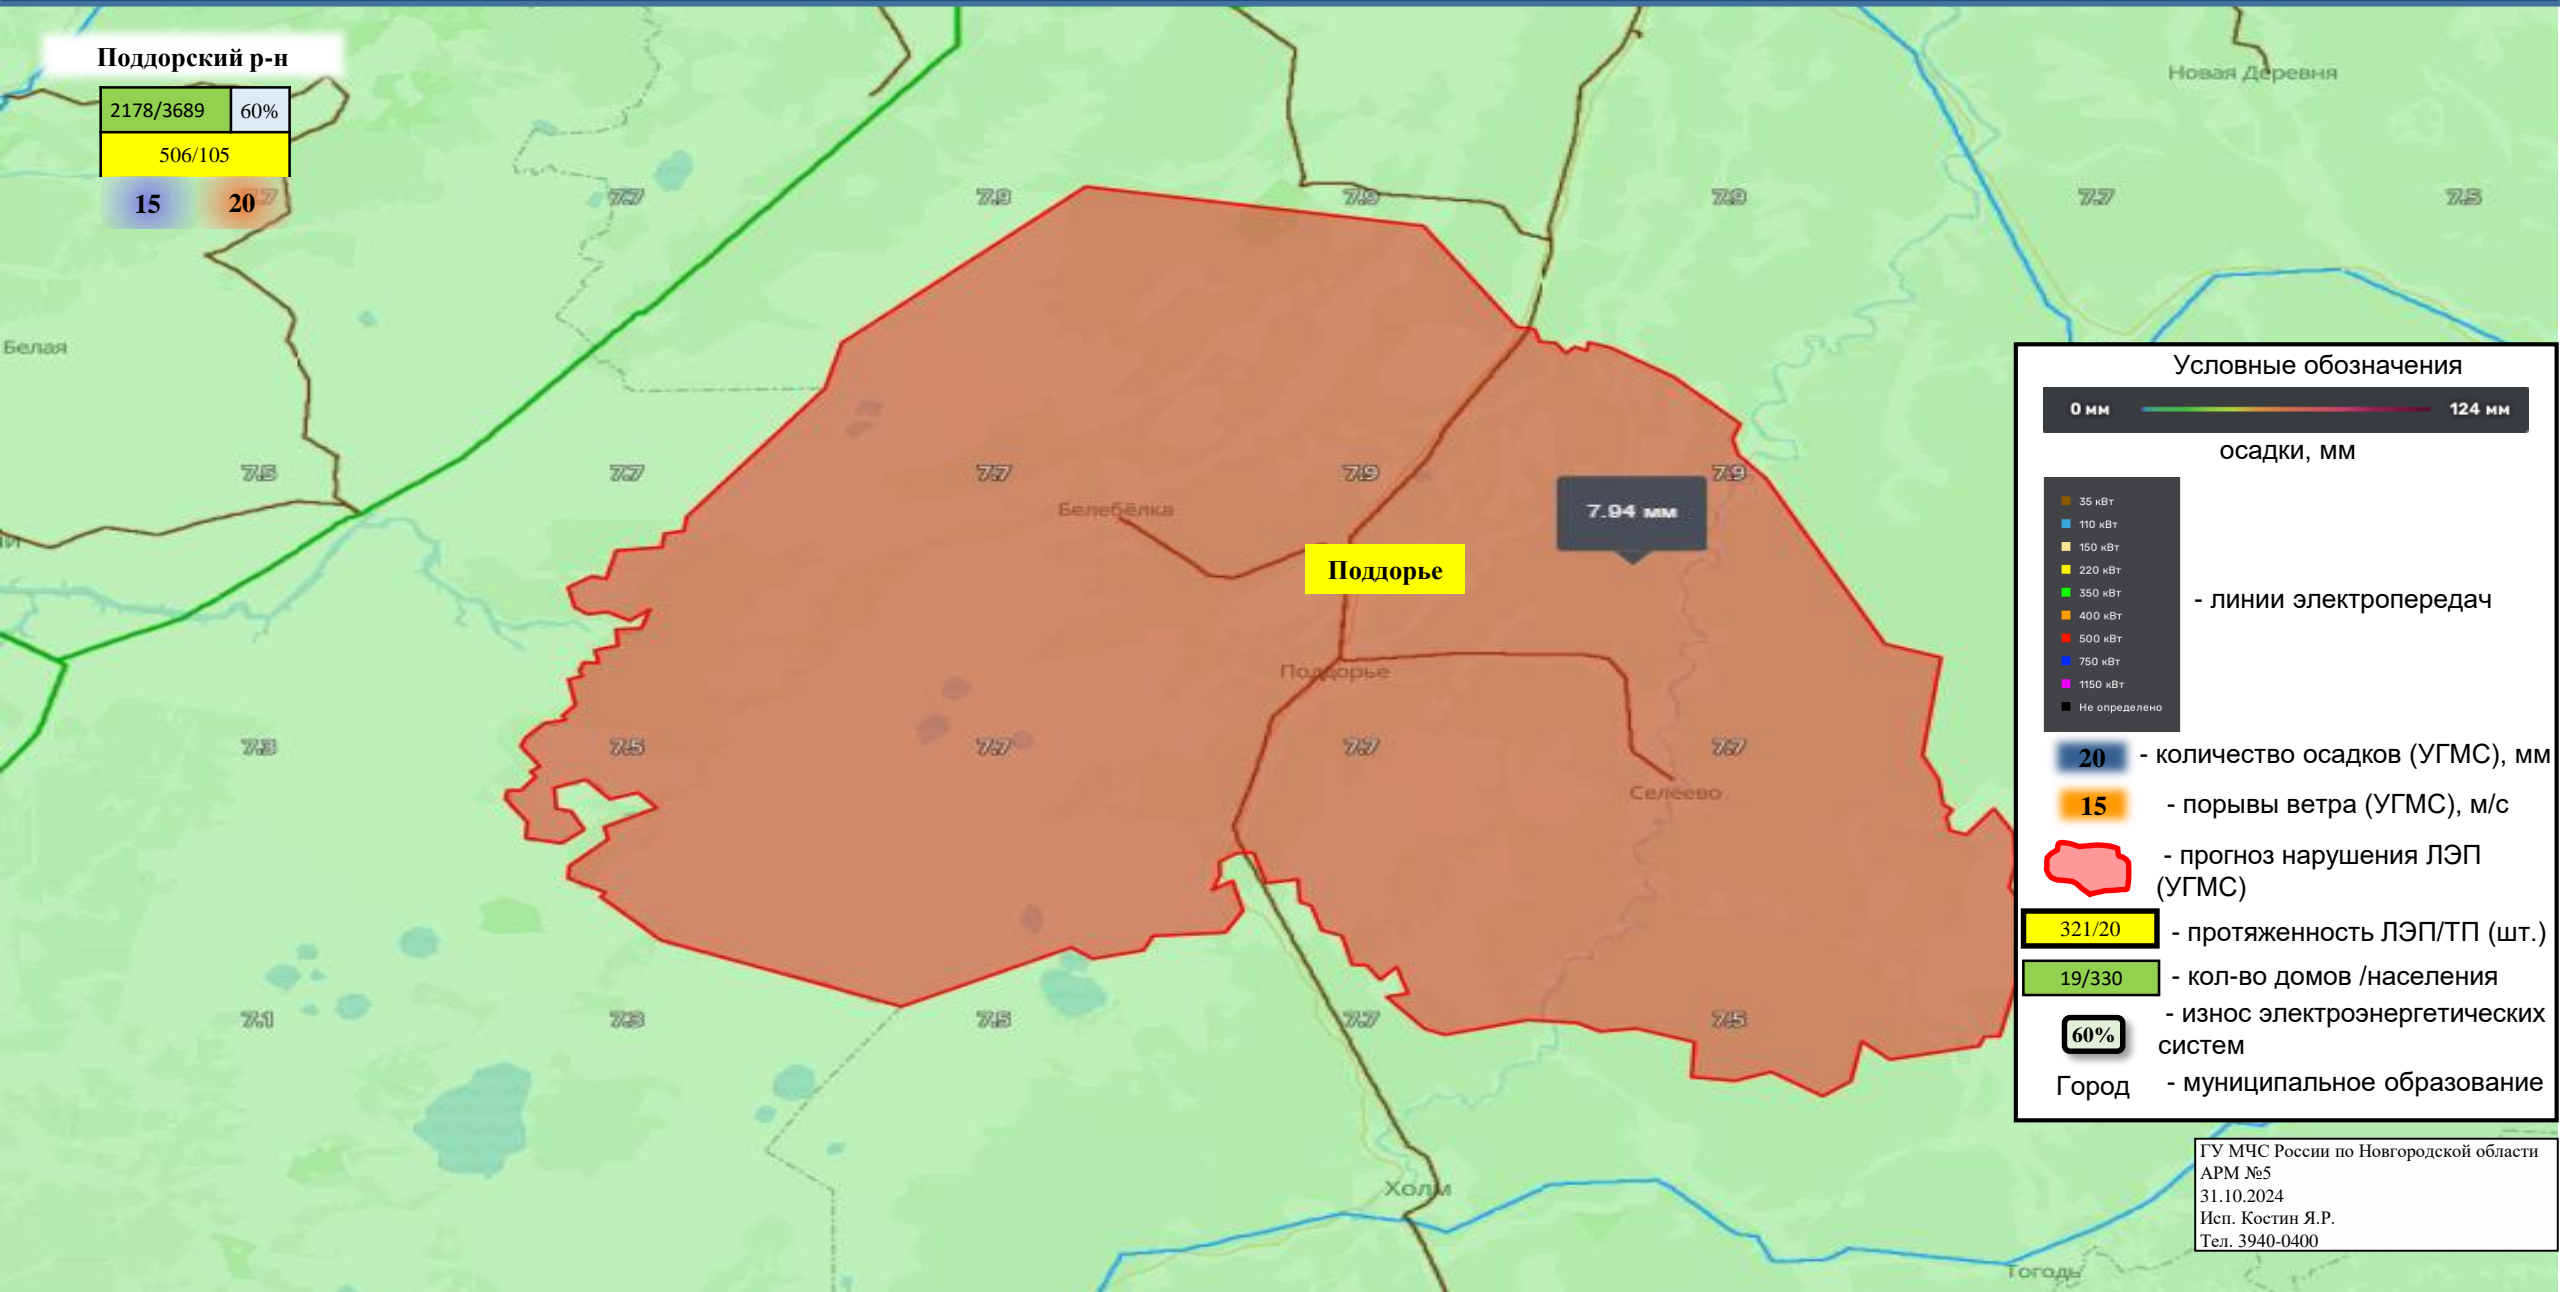 Поддорский р-н
2178/3689 60%
506/105
15 20
Новая Деревня
7.7 7.9 7.9 7.9 7.7 7.5
Белая
7.5 7.7 7.7 7.9 7.9
Белебёлка
7.94 мм
Поддорье
Поддорье
7.3 7.5 7.7 7.7 7.7
Селеево
7.1 7.3 7.5 7.7 7.5
Холм
Тогодь
Условные обозначения
0 мм 124 мм
осадки, мм
35 кВт
110 кВт
150 кВт
220 кВт
350 кВт
400 кВт
500 кВт
750 кВт
1150 кВт
Не определено
- линии электропередач
20 - количество осадков (УГМС), мм
15 - порывы ветра (УГМС), м/с
- прогноз нарушения ЛЭП
(УГМС)
321/20 - протяженность ЛЭП/ТП (шт.)
19/330 - кол-во домов /населения
- износ электроэнергетических
60% систем
Город - муниципальное образование
ГУ МЧС России по Новгородской области
АРМ №5
31.10.2024
Исп. Костин Я.Р.
Тел. 3940-0400